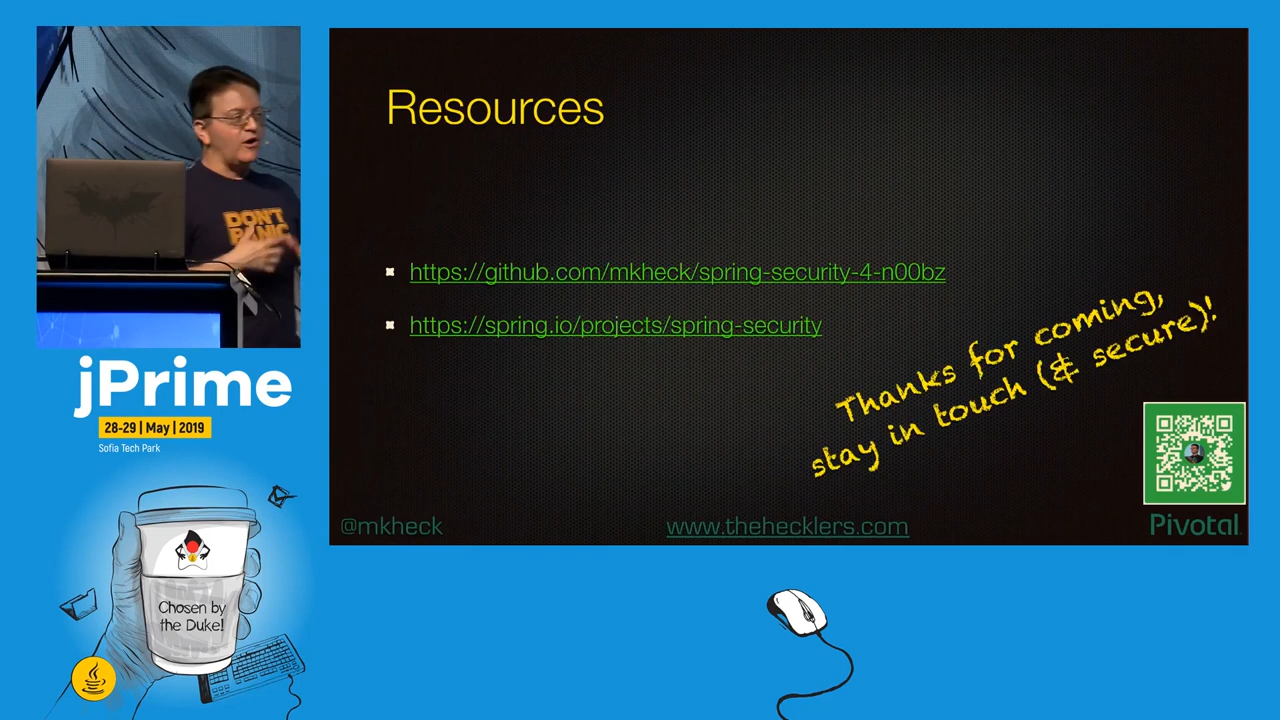 DON'T
PANIC
jPrime
28-29 | May | 2019
Sofia Tech Park
Chosen by
the Duke!
Resources
https://github.com/mkheck/spring-security-4-n00bz
https://spring.io/projects/spring-security
Thanks for coming,
stay in touch (& secure)!
@mkheck
www.thehecklers.com
Pivotal